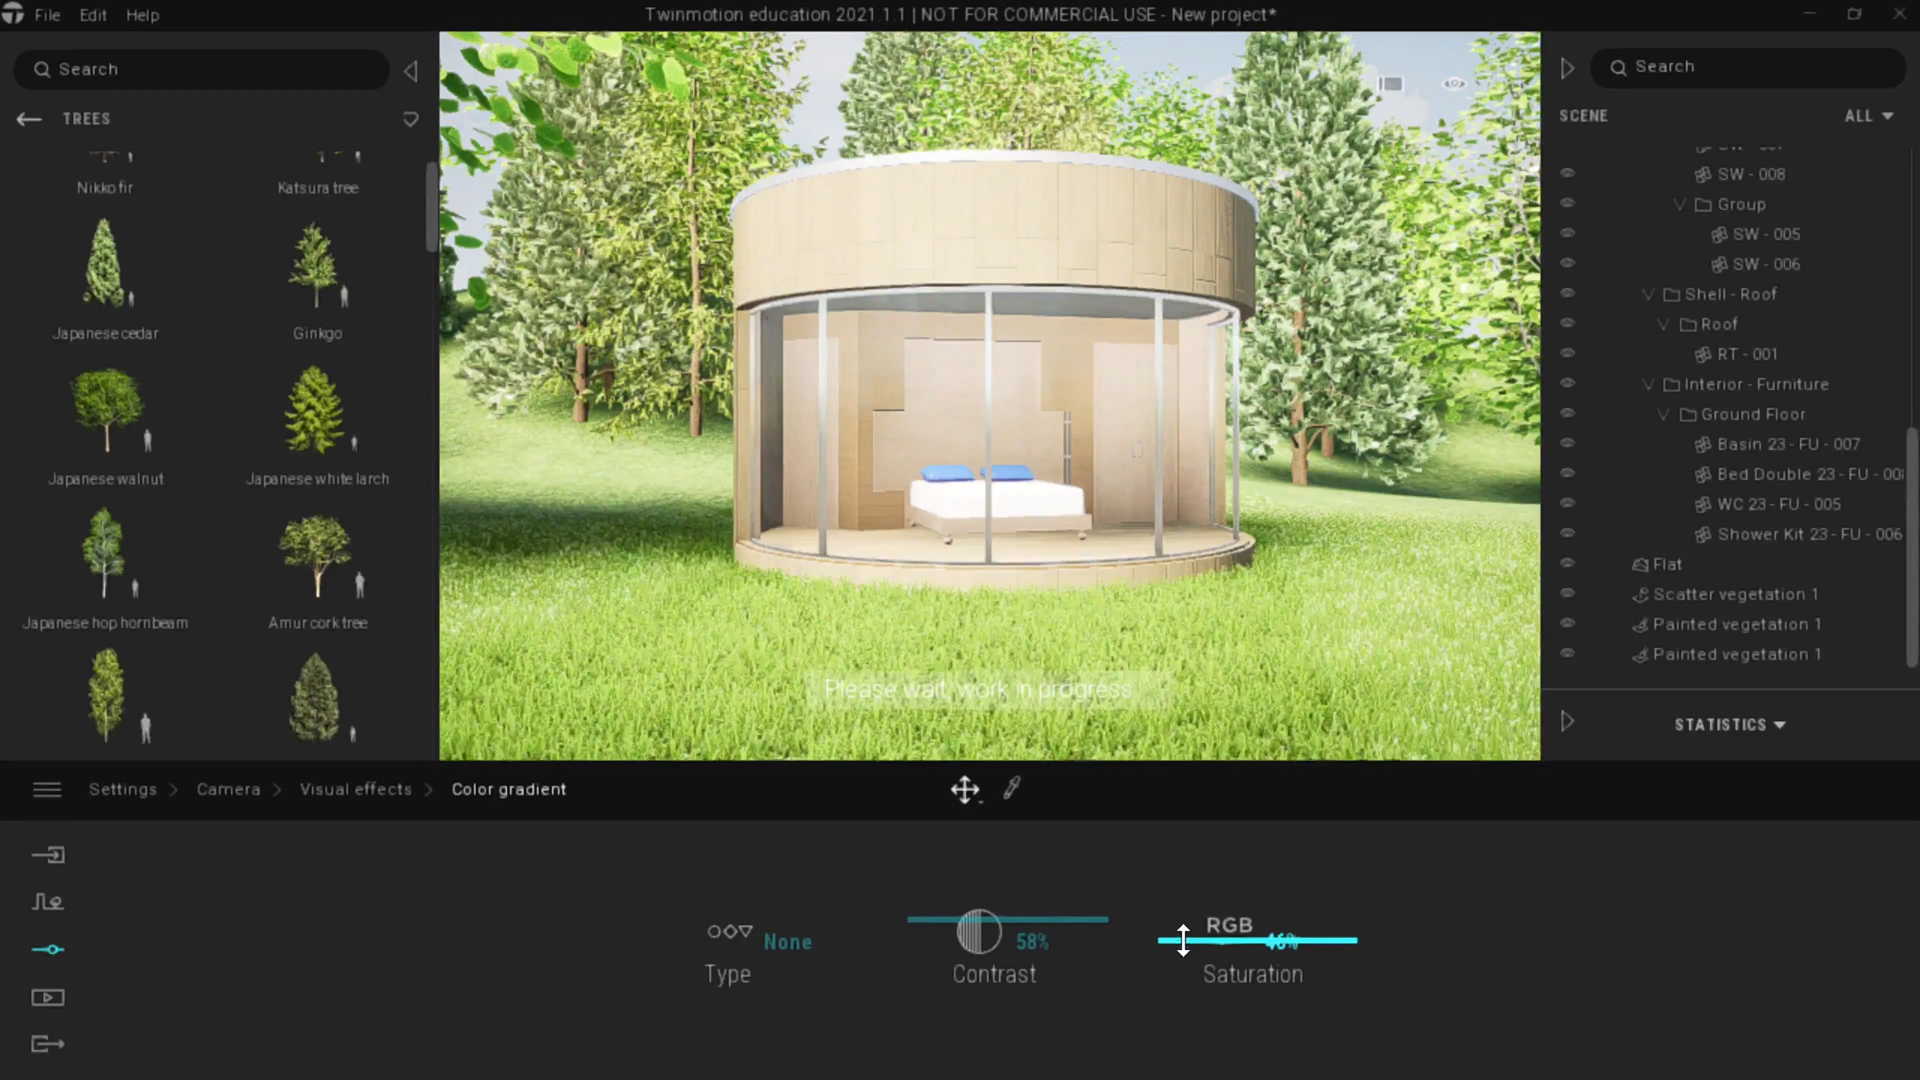 File Edit Help
Twinmotion education 2021.1.1 | NOT FOR COMMERCIAL USE - New project*
Search
TREES
Nikko fir Katsura tree
Japanese cedar Ginkgo
Japanese walnut Japanese white larch
Japanese hop hornbeam Amur cork tree
Please wait, work in progress
Search
SCENE ALL
SW - 008
Group
SW - 005
SW - 006
Shell - Roof
Roof
RT - 001
Interior - Furniture
Ground Floor
Basin 23 - FU - 007
Bed Double 23 - FU - 00
WC 23 - FU - 005
Shower Kit 23 - FU - 006
Flat
Scatter vegetation 1
Painted vegetation 1
Painted vegetation 1
STATISTICS
Settings Camera Visual effects Color gradient
None
Type
58%
Contrast
RGB
46%
Saturation